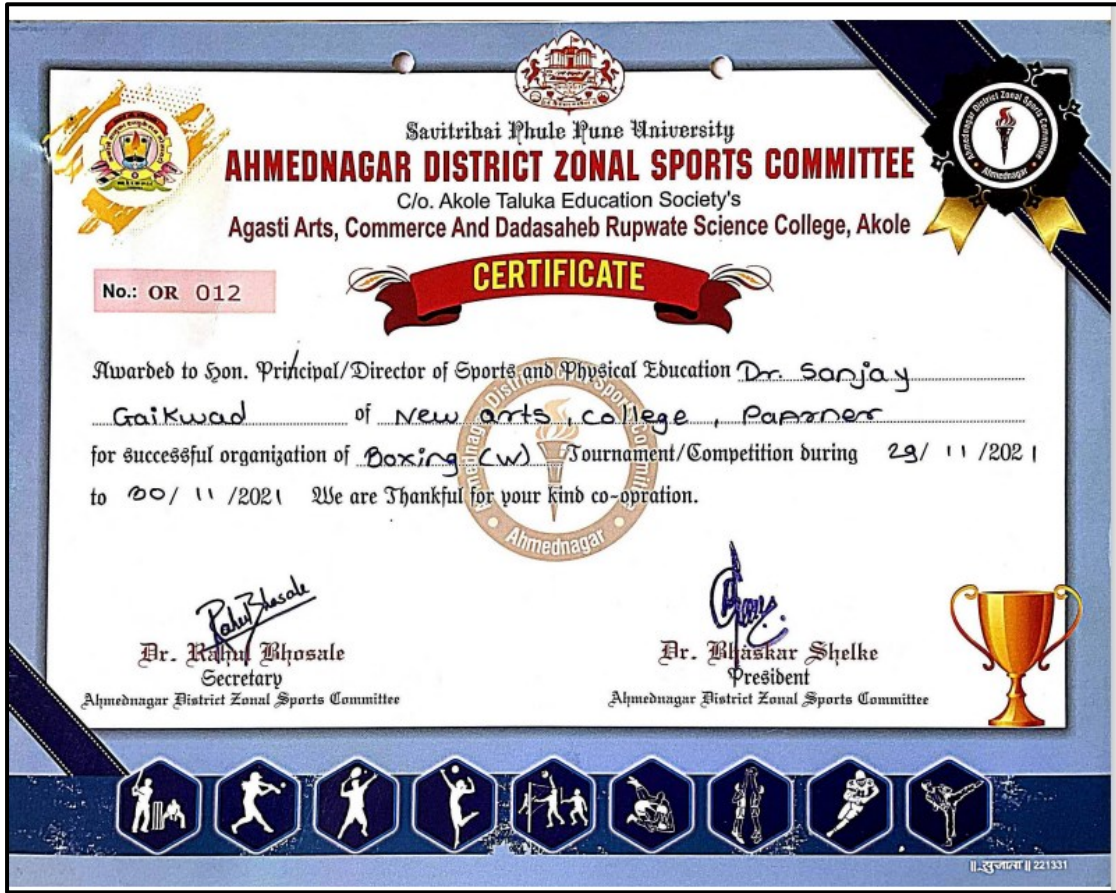 Savitribai Phule Pune University
AHMEDNAGAR DISTRICT ZONAL SPORTS COMMITTEE
C/o. Akole Taluka Education Society's
Agasti Arts, Commerce And Dadasaheb Rupwate Science College, Akole
Ahmednagar District Zonal Sports Committee
Ahmednagar
CERTIFICATE
No.: OR 012
Awarded to Hon. Principal/Director of Sports and Physical Education Dr. Sanjay
Gaikwad of New arts, College, Paparner
for successful organization of Boxing (W) Tournament/Competition during 29/ 11 /2021
to 30/ 11 /2021 We are Thankful for your kind co-opration.
Ahmednagar
Rahul Bhosale
Dr. Rahul Bhosale
Secretary
Ahmednagar District Zonal Sports Committee
Dr. Bhaskar Shelke
President
Ahmednagar District Zonal Sports Committee
|| सुजाता || 221331